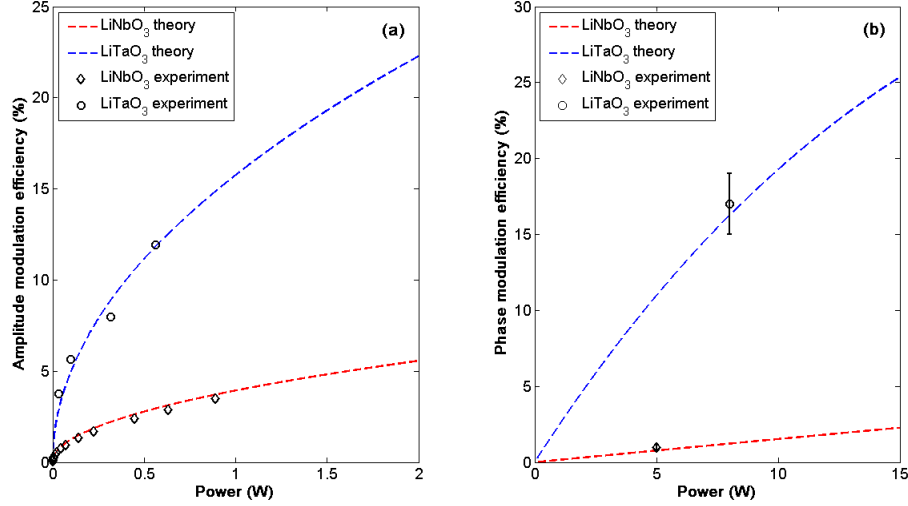 25
20
15
10
5
0
0
0.5
1
1.5
2
Amplitude modulation efficiency (%)
Power (W)
LiNbO3 theory
LiTaO3 theory
LiNbO3 experiment
LiTaO3 experiment
(a)
30
25
20
15
10
5
0
0
5
10
15
Phase modulation efficiency (%)
Power (W)
LiNbO3 theory
LiTaO3 theory
LiNbO3 experiment
LiTaO3 experiment
(b)